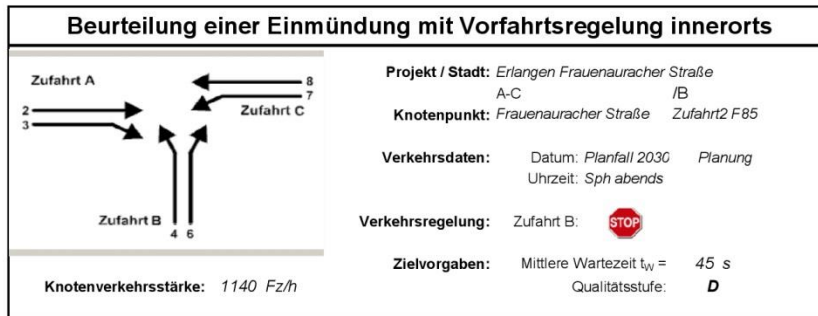 Beurteilung einer Einmündung mit Vorfahrtsregelung innerorts
Zufahrt A
8
7
Zufahrt C
2
3
Zufahrt B
4 6
Knotenverkehrsstärke: 1140 Fz/h
Projekt / Stadt: Erlangen Frauenauracher Straße
A-C /B
Knotenpunkt: Frauenauracher Straße Zufahrt2 F85
Verkehrsdaten: Datum: Planfall 2030 Planung
Uhrzeit: Sph abends
Verkehrsregelung: Zufahrt B: STOP
Zielvorgaben: Mittlere Wartezeit tW = 45 s
Qualitätsstufe: D